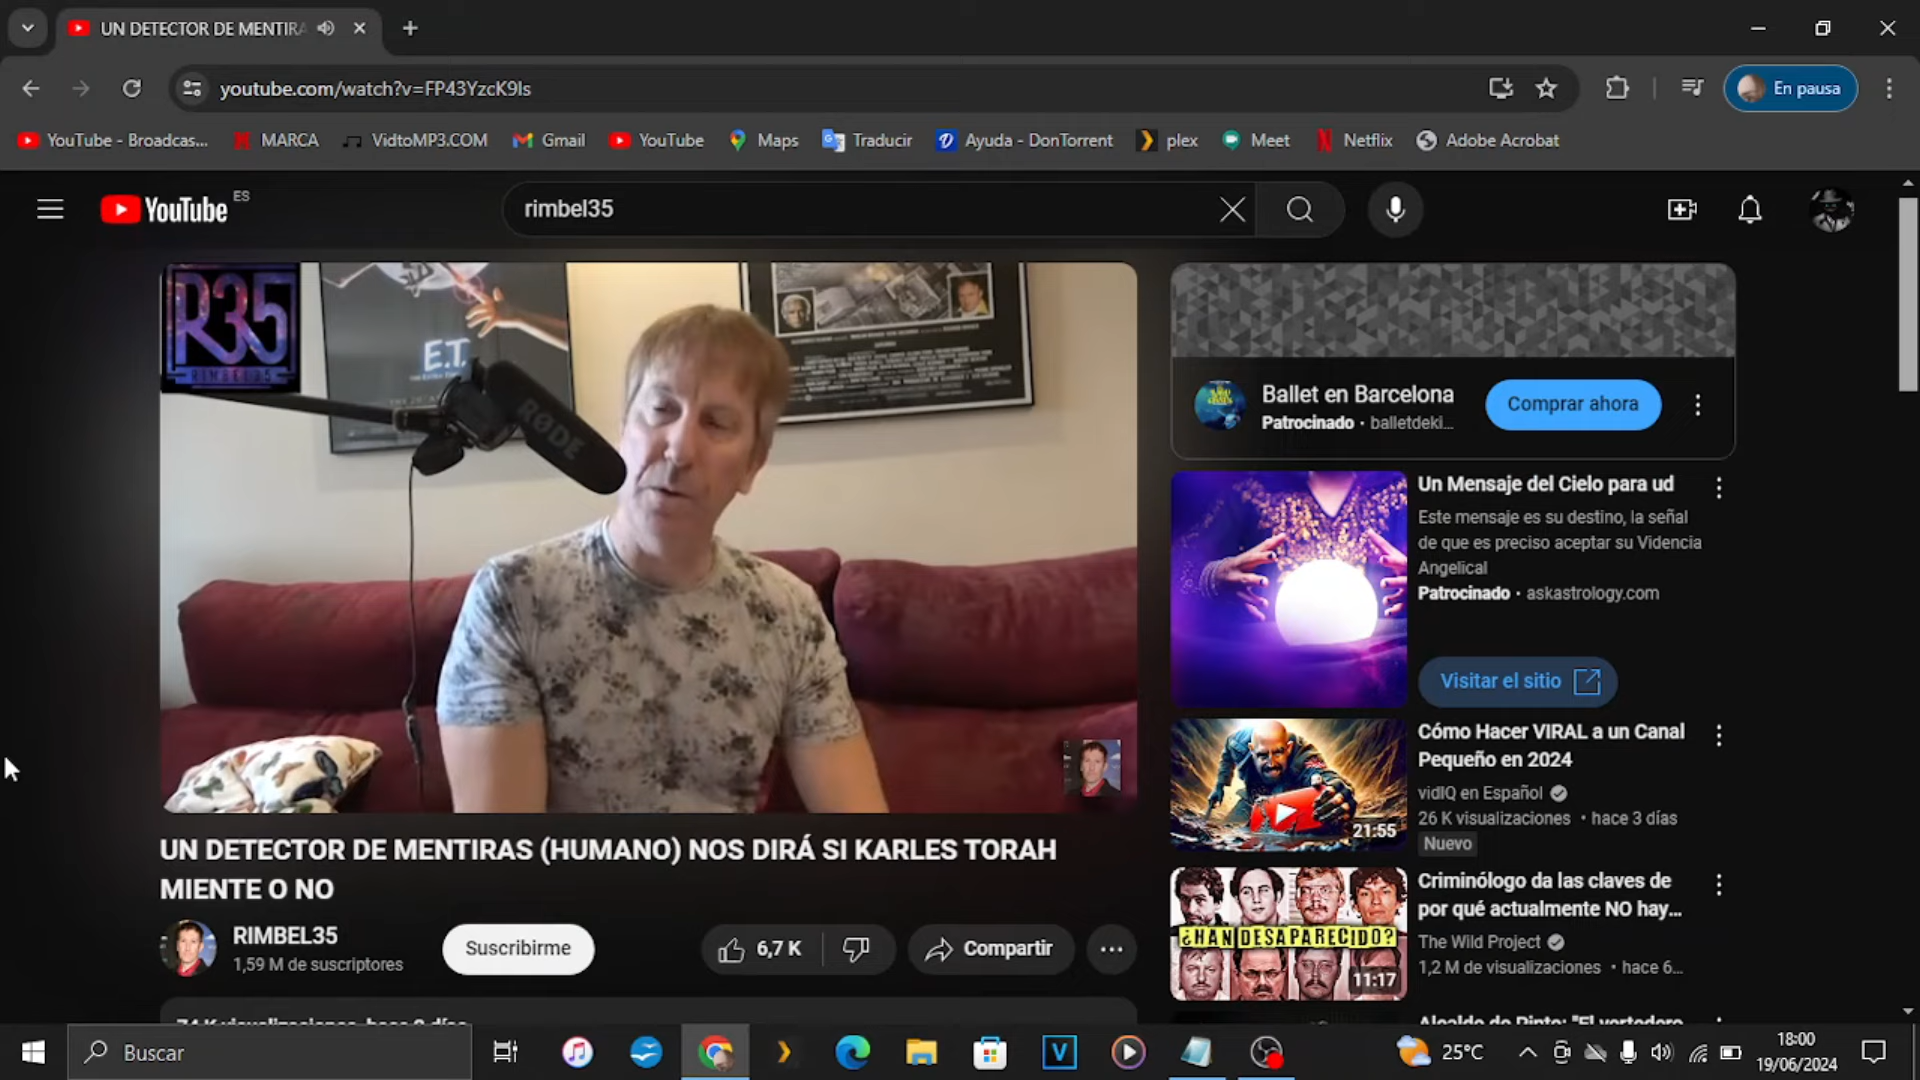 UN DETECTOR DE MENTIRA
youtube.com/watch?v=FP43YzcK9ls
En pausa
YouTube - Broadcas...
MARCA
VidtoMP3.COM
Gmail
YouTube
Maps
Traducir
Ayuda - DonTorrent
plex
Meet
Netflix
Adobe Acrobat
YouTube ES
rimbel35
R35
RIMBEL35
E.T.
RØDE
Ballet en Barcelona
Patrocinado · balletdeki...
Comprar ahora
Un Mensaje del Cielo para ud
Este mensaje es su destino, la señal
de que es preciso aceptar su Videncia
Angelical
Patrocinado · askastrology.com
Visitar el sitio
21:55
Cómo Hacer VIRAL a un Canal
Pequeño en 2024
vidIQ en Español
26 K visualizaciones · hace 3 días
Nuevo
¿HAN DESAPARECIDO?
11:17
Criminólogo da las claves de
por qué actualmente NO hay...
The Wild Project
1,2 M de visualizaciones · hace 6...
UN DETECTOR DE MENTIRAS (HUMANO) NOS DIRÁ SI KARLES TORAH
MIENTE O NO
RIMBEL35
1,59 M de suscriptores
Suscribirme
6,7 K
Compartir
Buscar
25°C
18:00
19/06/2024